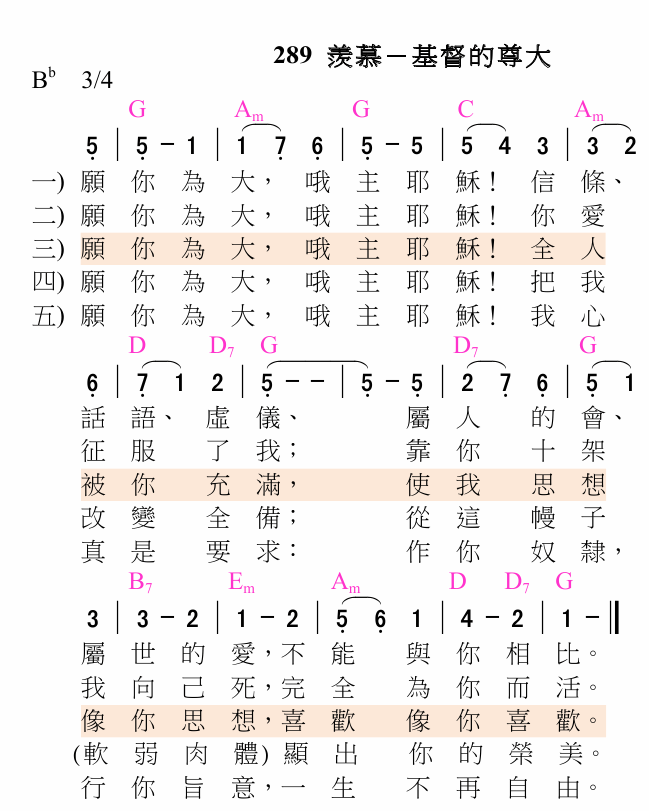 289 羨慕－基督的尊大
B♭ 3/4
G Am G C Am
5 | 5 － 1 | 1 7 6 | 5 － 5 | 5 4 3 | 3 2
一) 願你為大，哦主耶穌！信條、
二) 願你為大，哦主耶穌！你愛
三) 願你為大，哦主耶穌！全人
四) 願你為大，哦主耶穌！把我
五) 願你為大，哦主耶穌！我心
D D7 G D7 G
6 | 7 1 2 | 5 － － | 5 － 5 | 2 7 6 | 5 1
話語、虛儀、屬人的會、
征服了我；靠你十架
被你充滿，使我思想
改變全備；從這幔子
真是要求：作你奴隸，
B7 Em Am D D7 G
3 | 3 － 2 | 1 － 2 | 5 6 1 | 4 － 2 | 1 － ‖
屬世的愛，不能與你相比。
我向己死，完全為你而活。
像你思想，喜歡像你喜歡。
(軟弱肉體) 顯出你的榮美。
行你旨意，一生不再自由。